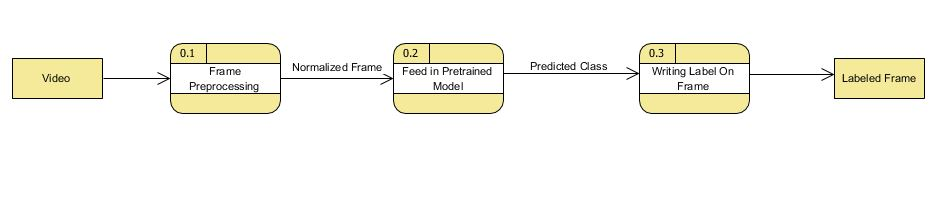 Video
0.1
Frame
Preprocessing
Normalized Frame
0.2
Feed in Pretrained
Model
Predicted Class
0.3
Writing Label On
Frame
Labeled Frame